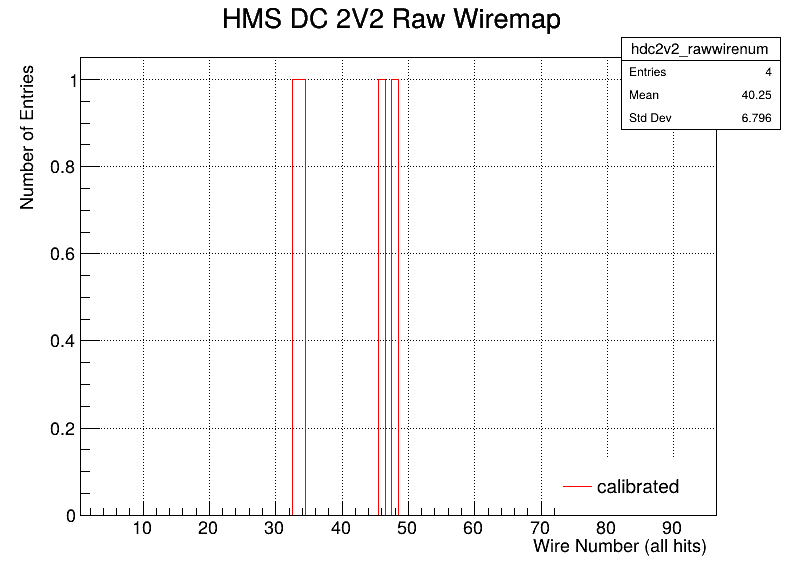 HMS DC 2V2 Raw Wiremap
hdc2v2_rawwirenum
Entries 4
Mean 40.25
Std Dev 6.796
Number of Entries
1
0.8
0.6
0.4
0.2
0
calibrated
10 20 30 40 50 60 70 80 90
Wire Number (all hits)